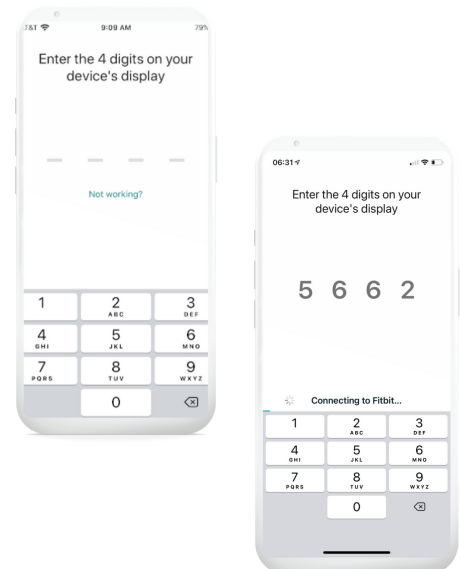 9:09 AM
79%
Enter the 4 digits on your
device's display
Not working?
1 2 3
ABC DEF
4 5 6
GHI JKL MNO
7 8 9
PQRS TUV WXYZ
0
06:31
Enter the 4 digits on your
device's display
5 6 6 2
Connecting to Fitbit...
1 2 3
ABC DEF
4 5 6
GHI JKL MNO
7 8 9
PQRS TUV WXYZ
0